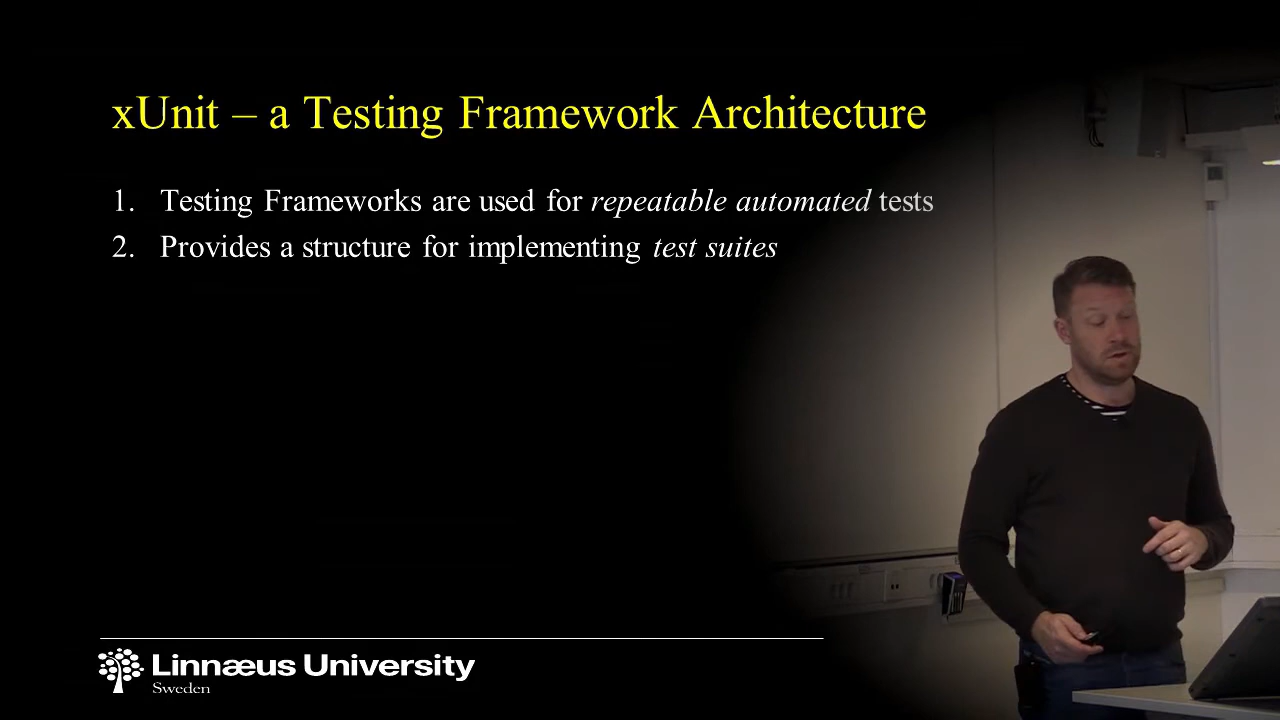 xUnit – a Testing Framework Architecture
1. Testing Frameworks are used for repeatable automated tests
2. Provides a structure for implementing test suites
Linnæus University
Sweden